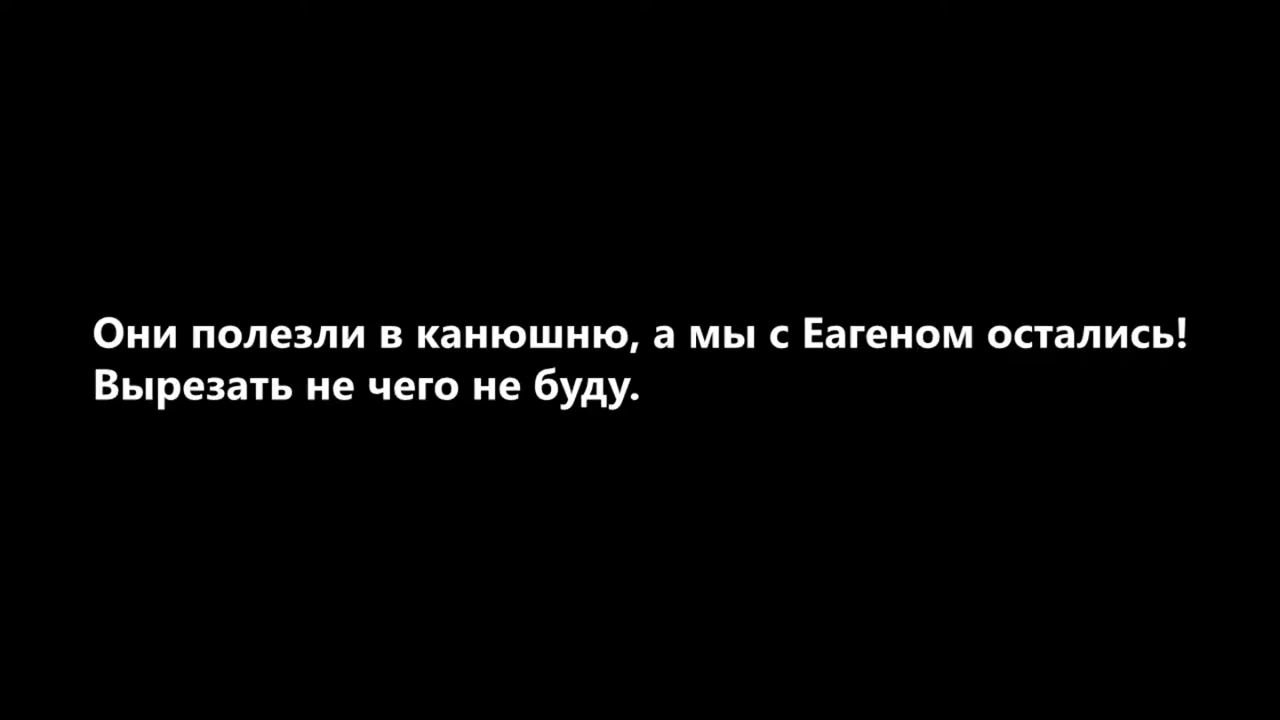 Они полезли в канюшню, а мы с Еагеном остались!
Вырезать не чего не буду.